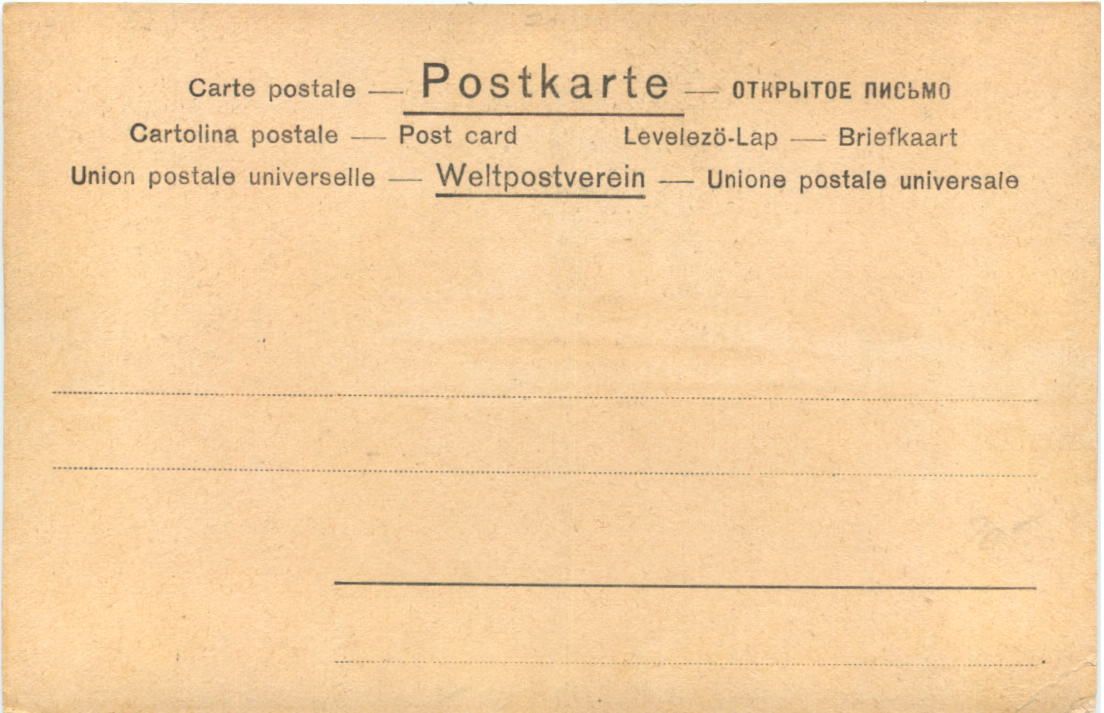 Carte postale — Postkarte — ОТКРЫТОЕ ПИСЬМО
Cartolina postale — Post card Levelezö-Lap — Briefkaart
Union postale universelle — Weltpostverein — Unione postale universale